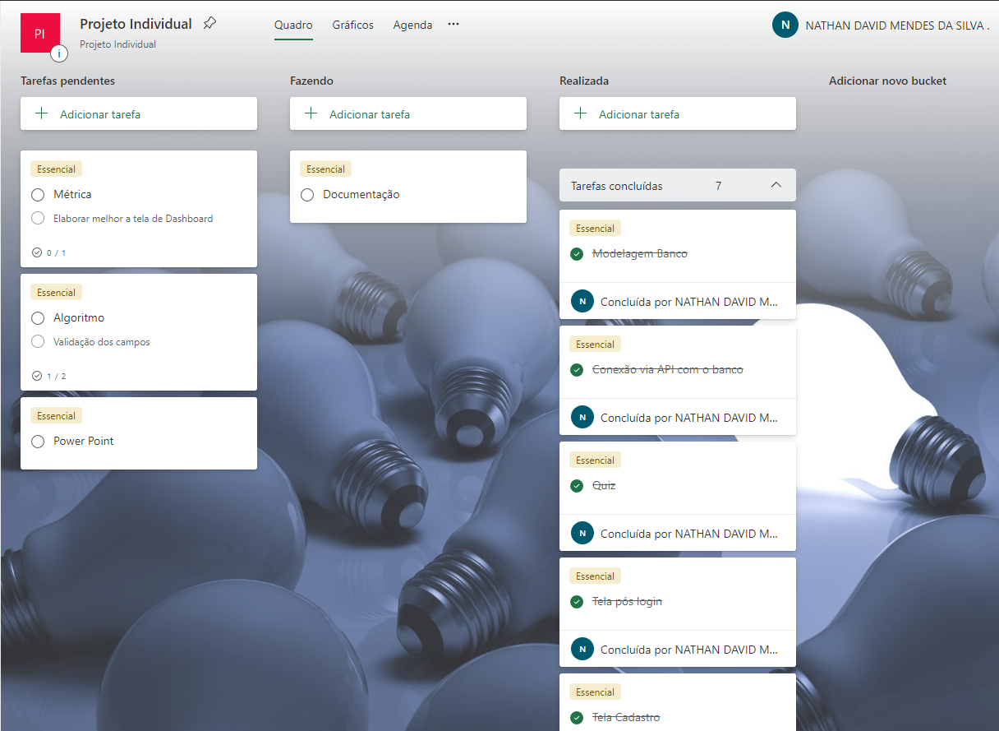 PI
i
Projeto Individual
Projeto Individual
Quadro
Gráficos
Agenda
...
N
NATHAN DAVID MENDES DA SILVA .
Tarefas pendentes
Adicionar tarefa
Essencial
Métrica
Elaborar melhor a tela de Dashboard
0 / 1
Essencial
Algoritmo
Validação dos campos
1 / 2
Essencial
Power Point
Fazendo
Adicionar tarefa
Essencial
Documentação
Realizada
Adicionar tarefa
Tarefas concluídas 7
Essencial
Modelagem Banco
N
Concluída por NATHAN DAVID M...
Essencial
Conexão via API com o banco
N
Concluída por NATHAN DAVID M...
Essencial
Quiz
N
Concluída por NATHAN DAVID M...
Essencial
Tela pós login
N
Concluída por NATHAN DAVID M...
Essencial
Tela Cadastro
Adicionar novo bucket